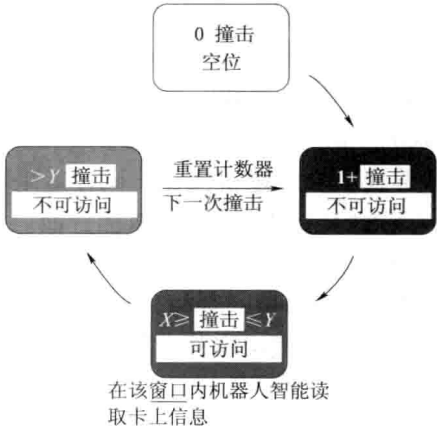 0 撞击
空位
>Y 撞击
不可访问
重置计数器
下一次撞击
1+ 撞击
不可访问
X≥ 撞击 ≤Y
可访问
在该窗口内机器人智能读
取卡上信息